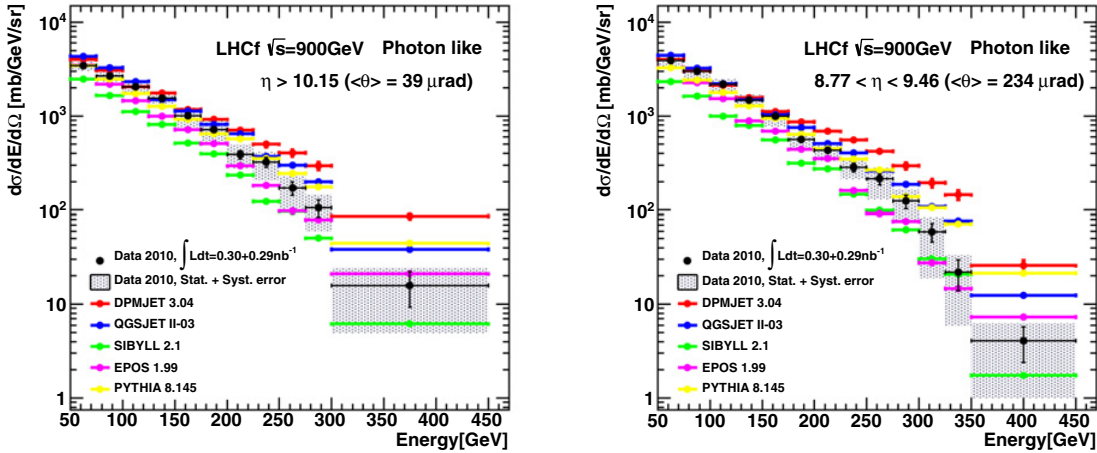 LHCf √s=900GeV Photon like
η > 10.15 (<θ> = 39 μrad)
dσ/dE/dΩ [mb/GeV/sr]
10⁴
10³
10²
10
1
Data 2010, ∫Ldt=0.30+0.29nb⁻¹
Data 2010, Stat. + Syst. error
DPMJET 3.04
QGSJET II-03
SIBYLL 2.1
EPOS 1.99
PYTHIA 8.145
50 100 150 200 250 300 350 400 450
Energy[GeV]
LHCf √s=900GeV Photon like
8.77 < η < 9.46 (<θ> = 234 μrad)
dσ/dE/dΩ [mb/GeV/sr]
10⁴
10³
10²
10
1
Data 2010, ∫Ldt=0.30+0.29nb⁻¹
Data 2010, Stat. + Syst. error
DPMJET 3.04
QGSJET II-03
SIBYLL 2.1
EPOS 1.99
PYTHIA 8.145
50 100 150 200 250 300 350 400 450
Energy[GeV]